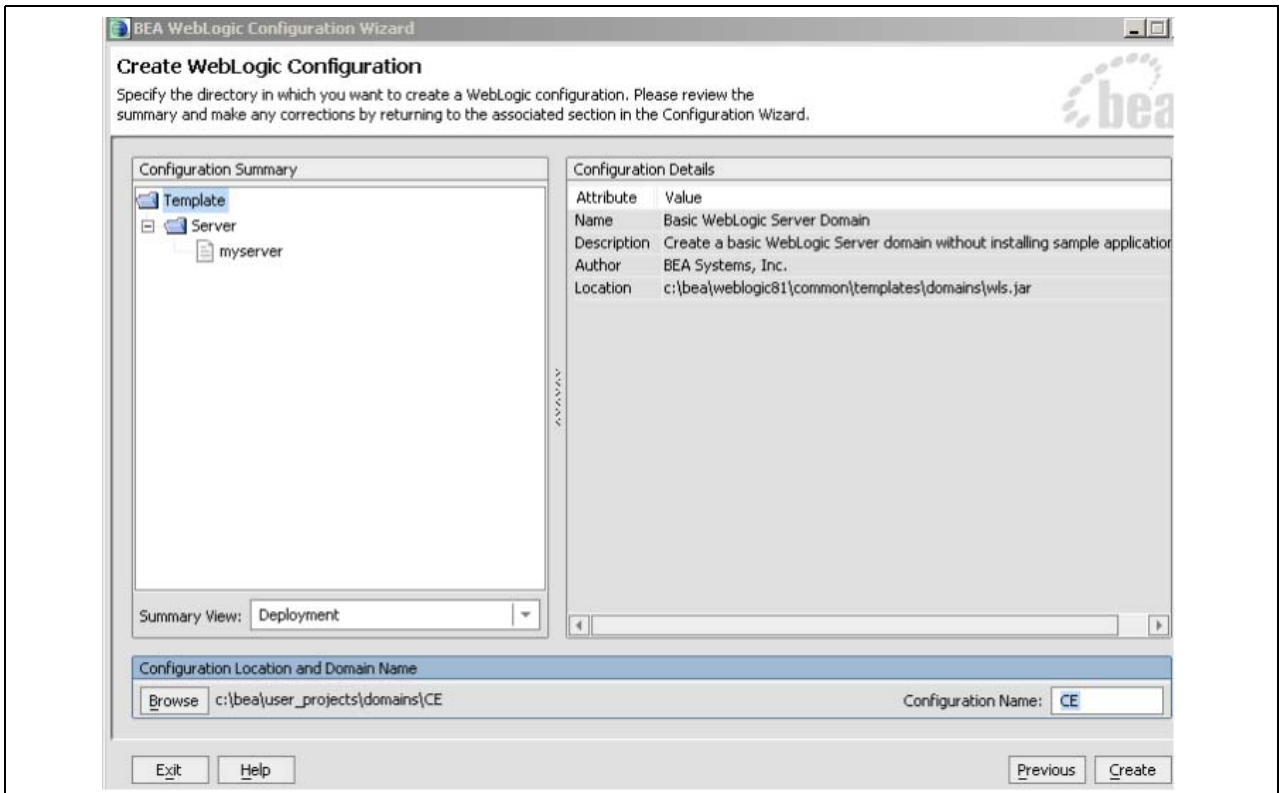 BEA WebLogic Configuration Wizard
Create WebLogic Configuration
Specify the directory in which you want to create a WebLogic configuration. Please review the
summary and make any corrections by returning to the associated section in the Configuration Wizard.
bea
Configuration Summary
Template
Server
myserver
Summary View: Deployment
Configuration Details
Attribute Value
Name Basic WebLogic Server Domain
Description Create a basic WebLogic Server domain without installing sample application
Author BEA Systems, Inc.
Location c:\bea\weblogic81\common\templates\domains\wls.jar
Configuration Location and Domain Name
Browse c:\bea\user_projects\domains\CE Configuration Name: CE
Exit Help Previous Create